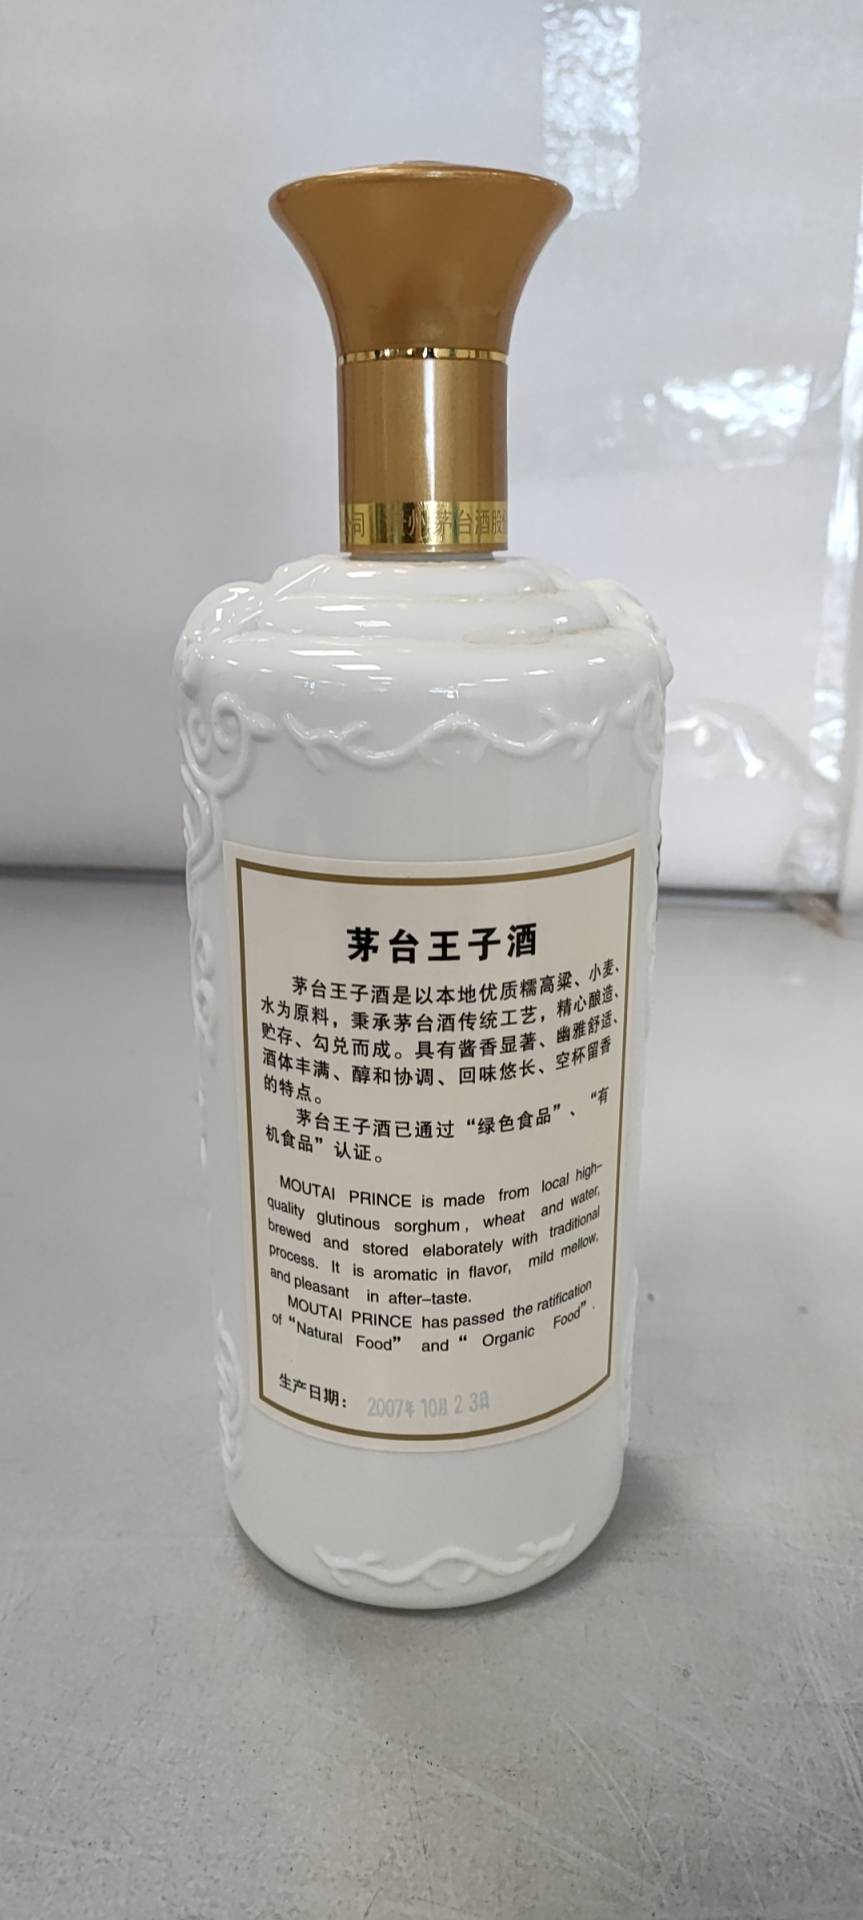 司 贵州茅台酒股
茅台王子酒
茅台王子酒是以本地优质糯高粱、小麦、
水为原料，秉承茅台酒传统工艺，精心酿造、
贮存、勾兑而成。具有酱香显著、幽雅舒适、
酒体丰满、醇和协调、回味悠长、空杯留香
的特点。
茅台王子酒已通过“绿色食品”、“有
机食品”认证。
MOUTAI PRINCE is made from local high-
quality glutinous sorghum, wheat and water,
brewed and stored elaborately with traditional
process. It is aromatic in flavor, mild mellow,
and pleasant in after-taste.
MOUTAI PRINCE has passed the ratification
of “Natural Food” and “ Organic Food”.
生产日期： 2007年10月23日